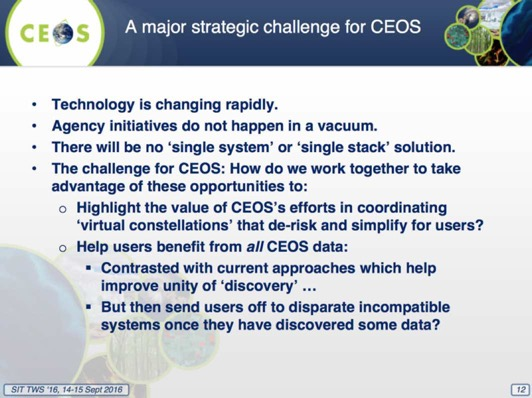 CEOS
A major strategic challenge for CEOS
• Technology is changing rapidly.
• Agency initiatives do not happen in a vacuum.
• There will be no ‘single system’ or ‘single stack’ solution.
• The challenge for CEOS: How do we work together to take
advantage of these opportunities to:
o Highlight the value of CEOS’s efforts in coordinating
‘virtual constellations’ that de-risk and simplify for users?
o Help users benefit from all CEOS data:
▪ Contrasted with current approaches which help
improve unity of ‘discovery’ …
▪ But then send users off to disparate incompatible
systems once they have discovered some data?
SIT TWS '16, 14-15 Sept 2016
12